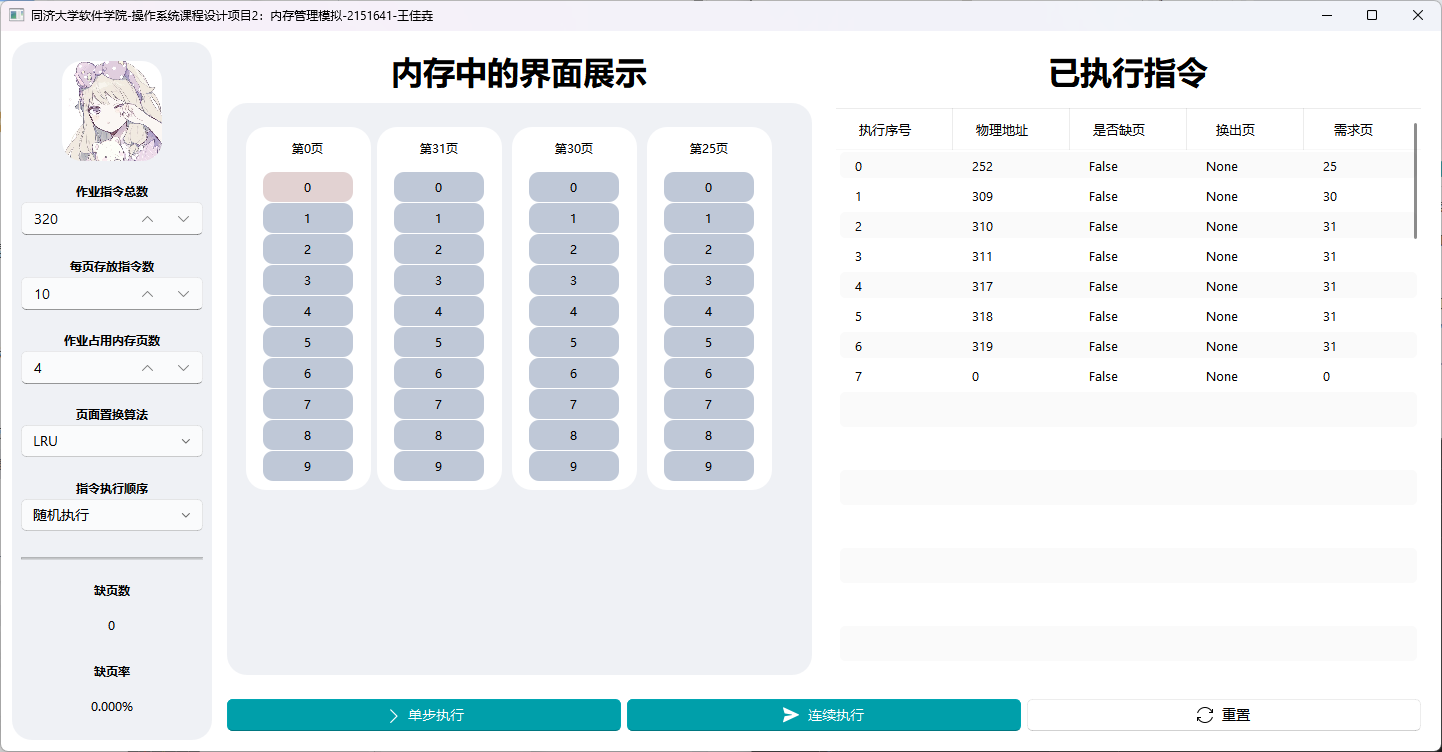 同济大学软件学院-操作系统课程设计项目2：内存管理模拟-2151641-王佳垚
作业指令总数
320
每页存放指令数
10
作业占用内存页数
4
页面置换算法
LRU
指令执行顺序
随机执行
缺页数
0
缺页率
0.000%
内存中的界面展示
第0页 第31页 第30页 第25页
0 0 0 0
1 1 1 1
2 2 2 2
3 3 3 3
4 4 4 4
5 5 5 5
6 6 6 6
7 7 7 7
8 8 8 8
9 9 9 9
已执行指令
执行序号 物理地址 是否缺页 换出页 需求页
0 252 False None 25
1 309 False None 30
2 310 False None 31
3 311 False None 31
4 317 False None 31
5 318 False None 31
6 319 False None 31
7 0 False None 0
单步执行 连续执行 重置